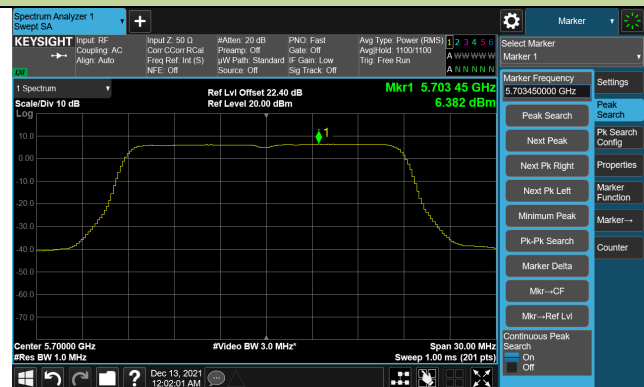 Spectrum Analyzer 1
Swept SA
+
Marker
KEYSIGHT
Input: RF
Coupling: AC
Align: Auto
Input Z: 50 Ω
Corr CCorr RCal
Freq Ref: Int (S)
NFE: Off
#Atten: 20 dB
Preamp: Off
µW Path: Standard
Source: Off
PNO: Fast
Gate: Off
IF Gain: Low
Sig Track: Off
Avg Type: Power (RMS)
Avg|Hold: 1100/1100
Trig: Free Run
1 2 3 4 5 6
A W W W W W
A N N N N N
Select Marker
Marker 1
LXI
1 Spectrum
Scale/Div 10 dB
Log
Ref Lvl Offset 22.40 dB
Ref Level 20.00 dBm
Mkr1 5.703 45 GHz
6.382 dBm
10.0
0.00
-10.0
-20.0
-30.0
-40.0
-50.0
-60.0
-70.0
1
Center 5.70000 GHz
#Res BW 1.0 MHz
#Video BW 3.0 MHz*
Span 30.00 MHz
Sweep 1.00 ms (201 pts)
Marker Frequency
5.703450000 GHz
Peak Search
Next Peak
Next Pk Right
Next Pk Left
Minimum Peak
Pk-Pk Search
Marker Delta
Mkr→CF
Mkr→Ref Lvl
Continuous Peak
Search
On
Off
Settings
Peak
Search
Pk Search
Config
Properties
Marker
Function
Marker→
Counter
?
Dec 13, 2021
12:02:01 AM